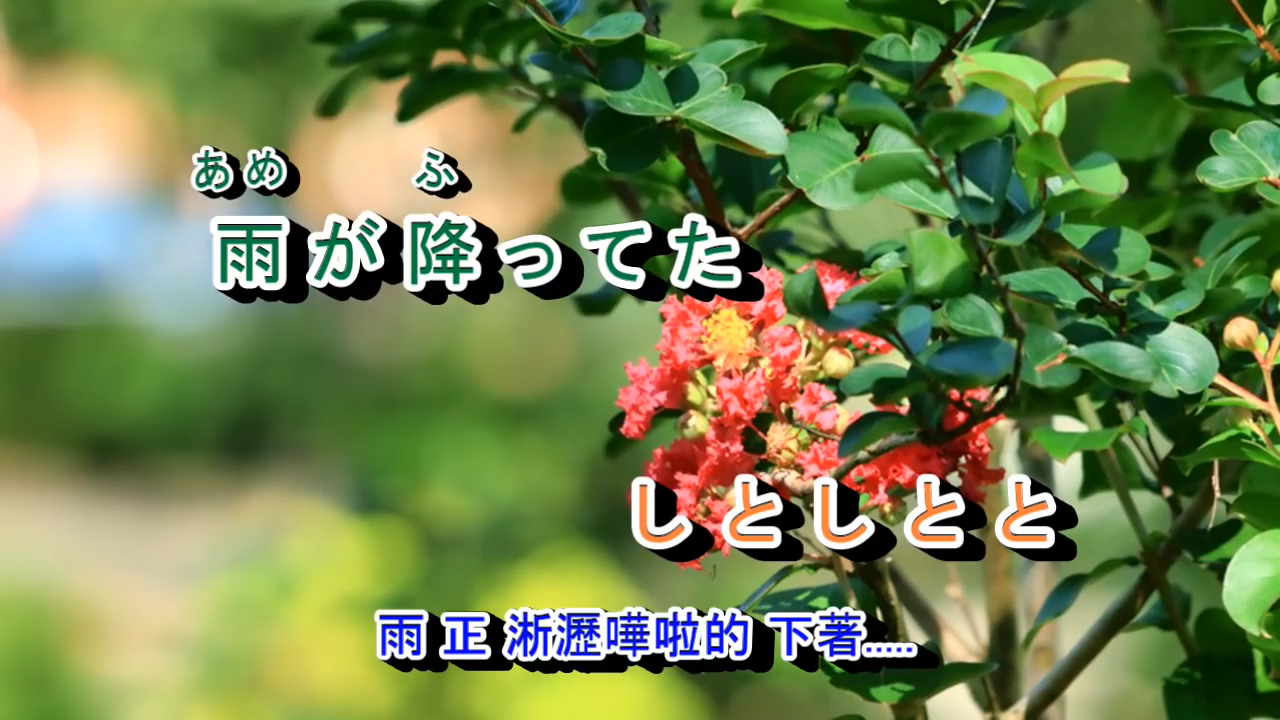 あめ ふ
雨が降ってた
しとしとと
雨 正 淅瀝嘩啦的 下著.....